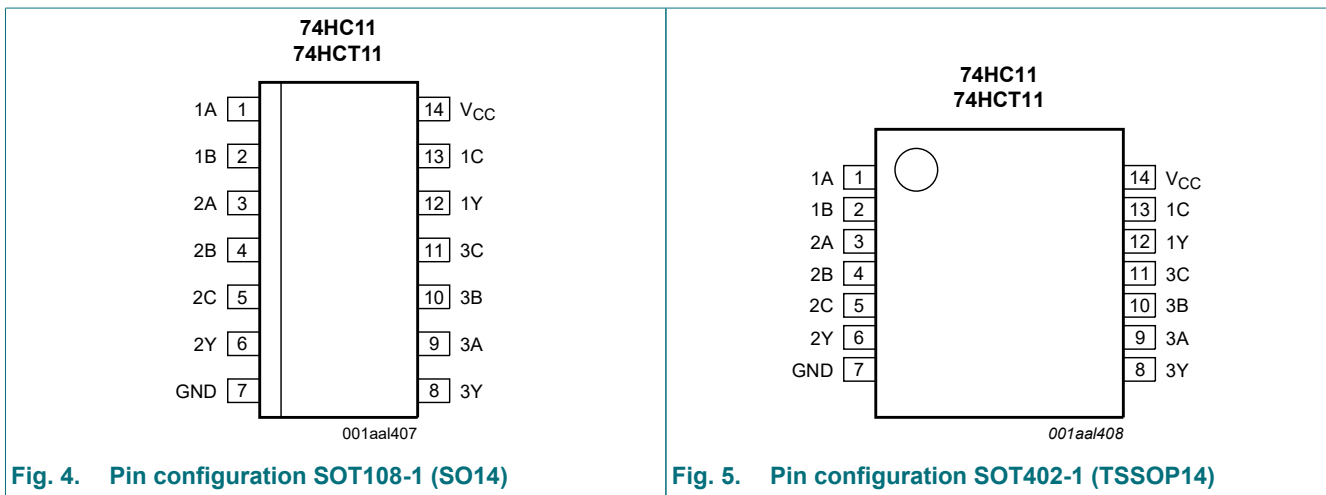 74HC11
74HCT11
1A 1 14 VCC
1B 2 13 1C
2A 3 12 1Y
2B 4 11 3C
2C 5 10 3B
2Y 6 9 3A
GND 7 8 3Y
001aal407
Fig. 4. Pin configuration SOT108-1 (SO14)
74HC11
74HCT11
1A 1 14 VCC
1B 2 13 1C
2A 3 12 1Y
2B 4 11 3C
2C 5 10 3B
2Y 6 9 3A
GND 7 8 3Y
001aal408
Fig. 5. Pin configuration SOT402-1 (TSSOP14)